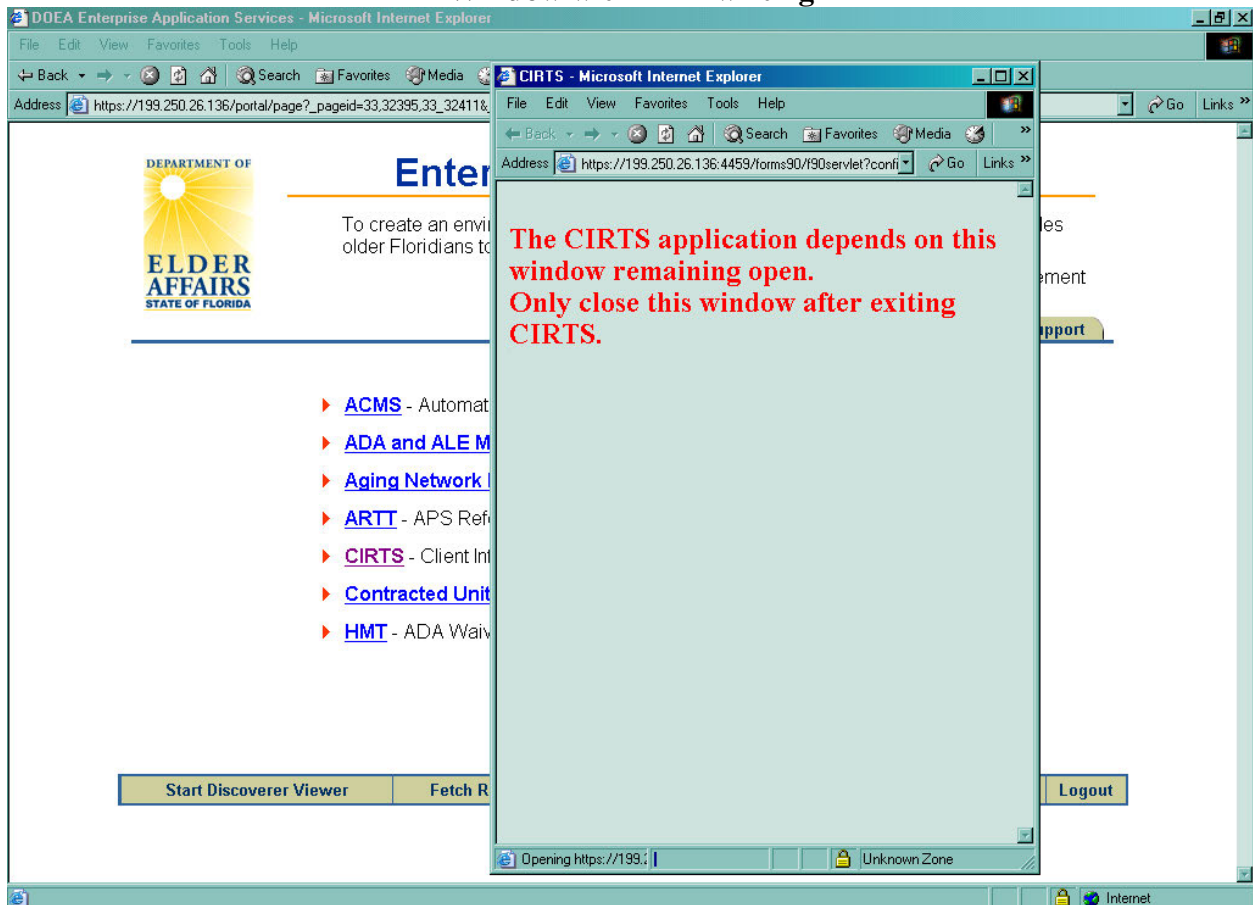 DOEA Enterprise Application Services - Microsoft Internet Explorer
File Edit View Favorites Tools Help
Back Search Favorites Media
Address https://199.250.26.136/portal/page?_pageid=33,32395,33_32411&_ Go Links »
CIRTS - Microsoft Internet Explorer
File Edit View Favorites Tools Help
Back Search Favorites Media »
Address https://199.250.26.136:4459/forms90/f90servlet?confi Go Links »
The CIRTS application depends on this
window remaining open.
Only close this window after exiting
CIRTS.
Opening https://199.2 Unknown Zone
DEPARTMENT OF
ELDER
AFFAIRS
STATE OF FLORIDA
Enter
To create an envi les
older Floridians to
ement
upport
ACMS - Automat
ADA and ALE M
Aging Network
ARTT - APS Refe
CIRTS - Client Inf
Contracted Unit
HMT - ADA Waiv
Start Discoverer Viewer Fetch R Logout
Internet